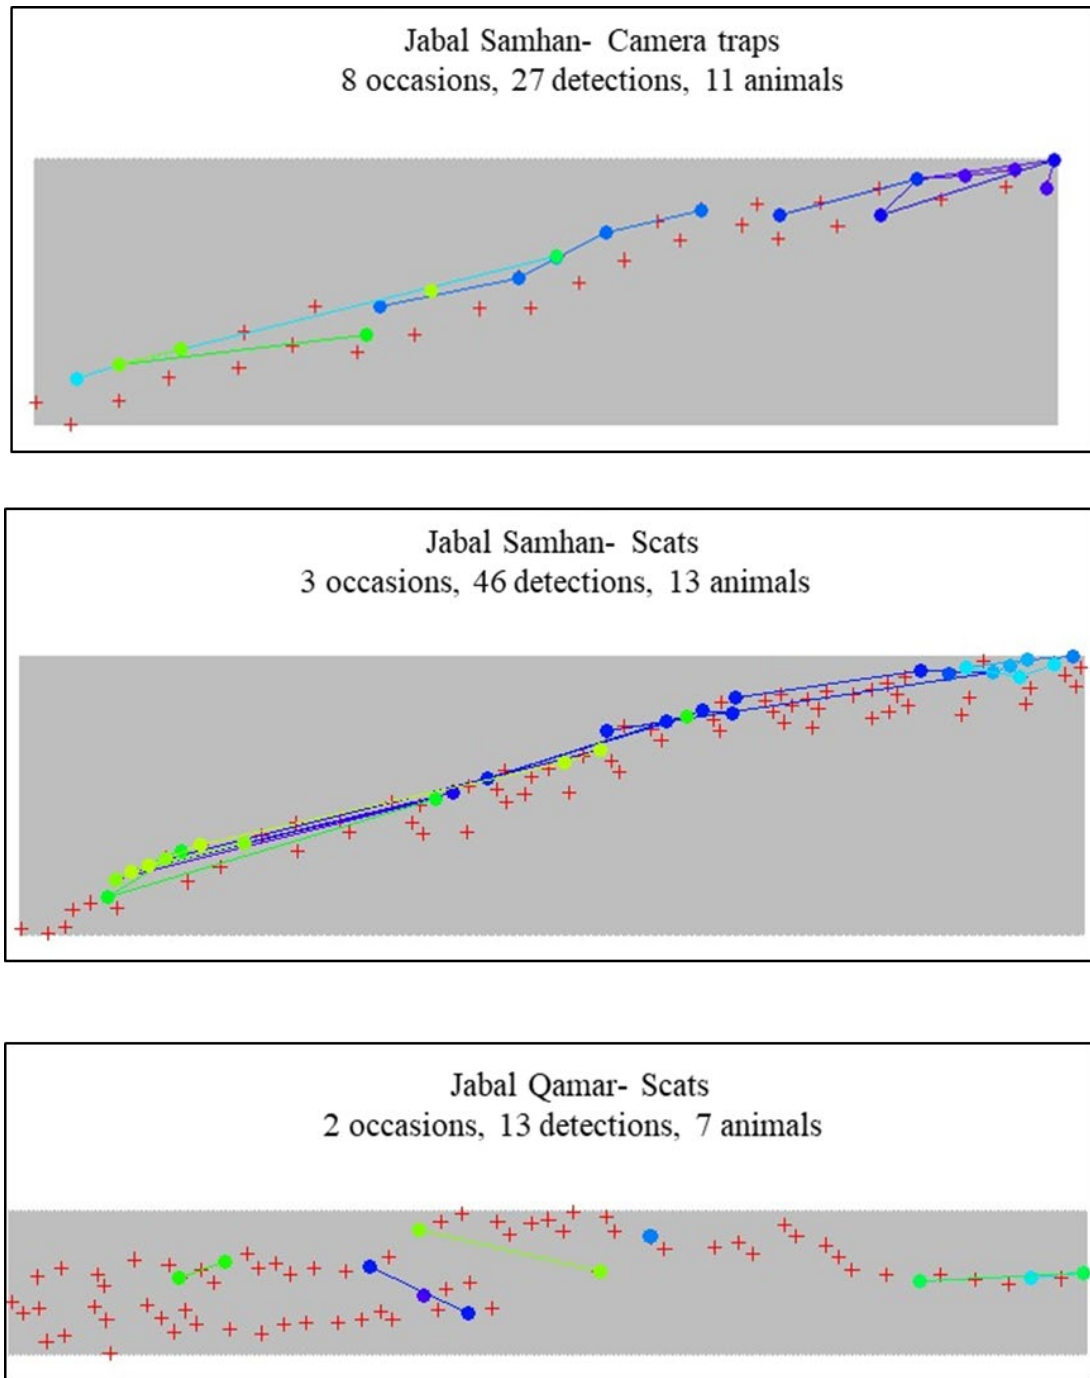 Jabal Samhan- Camera traps
8 occasions, 27 detections, 11 animals
Jabal Samhan- Scats
3 occasions, 46 detections, 13 animals
Jabal Qamar- Scats
2 occasions, 13 detections, 7 animals